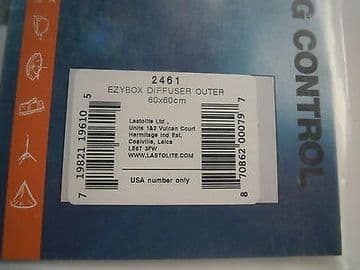 2461
EZYBOX DIFFUSER OUTER
60x60cm
Lastolite Ltd.,
Units 1&2 Vulcan Court
Hermitage Ind Est,
Coalville, Leics
LE67 3FW
WWW.LASTOLITE.COM
USA number only
7 19821 19610 5
8 70862 00079 7
G CONTROL